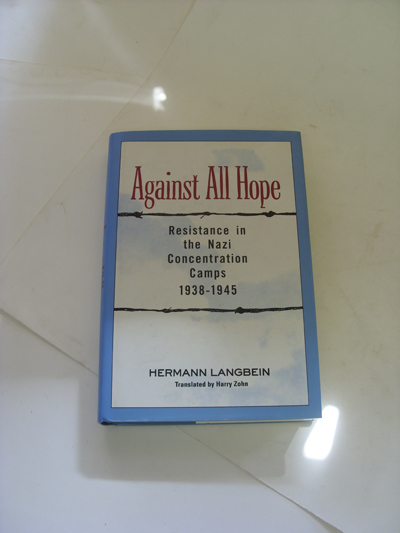 Against All Hope
Resistance in
the Nazi
Concentration
Camps
1938-1945
HERMANN LANGBEIN
Translated by Harry Zohn